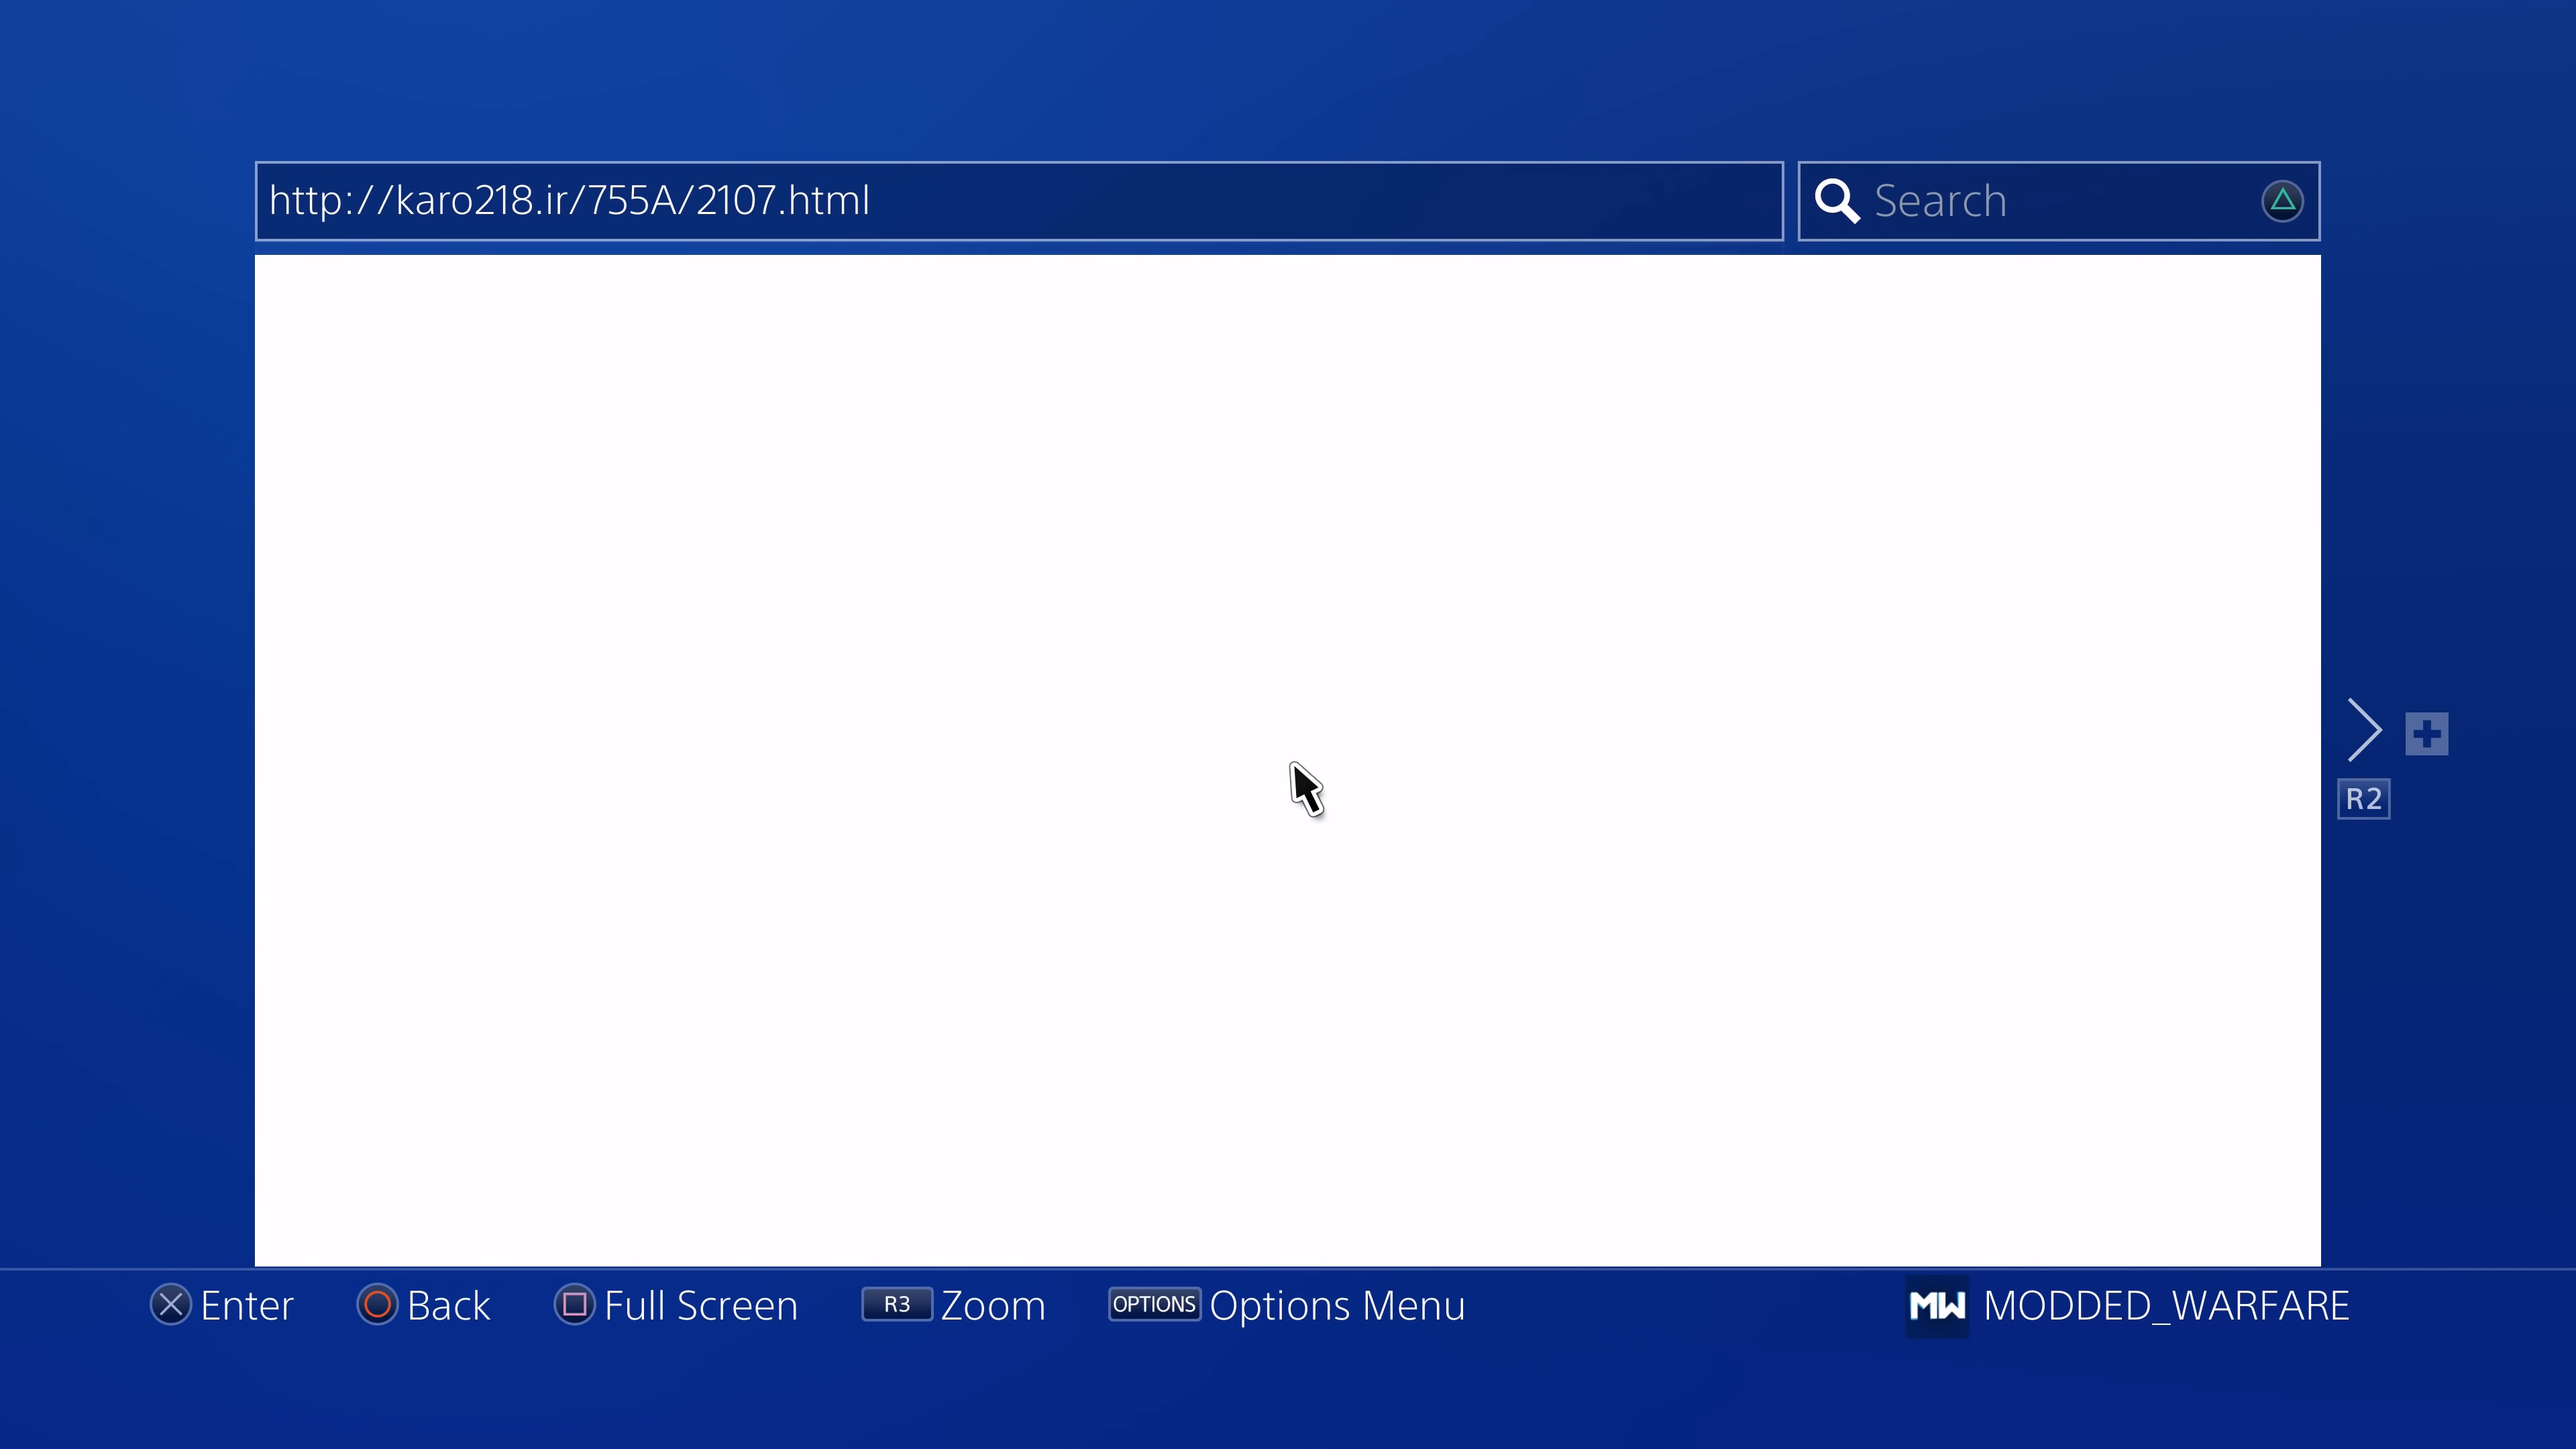 http://karo218.ir/755A/2107.html
Search
R2
Enter
Back
Full Screen
R3 Zoom
OPTIONS Options Menu
MW MODDED_WARFARE